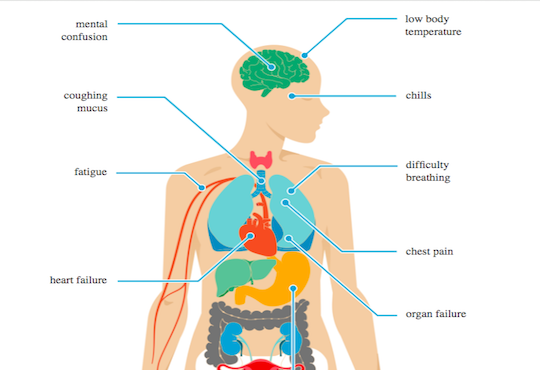 mental
confusion
low body
temperature
coughing
mucus
chills
fatigue
difficulty
breathing
chest pain
heart failure
organ failure